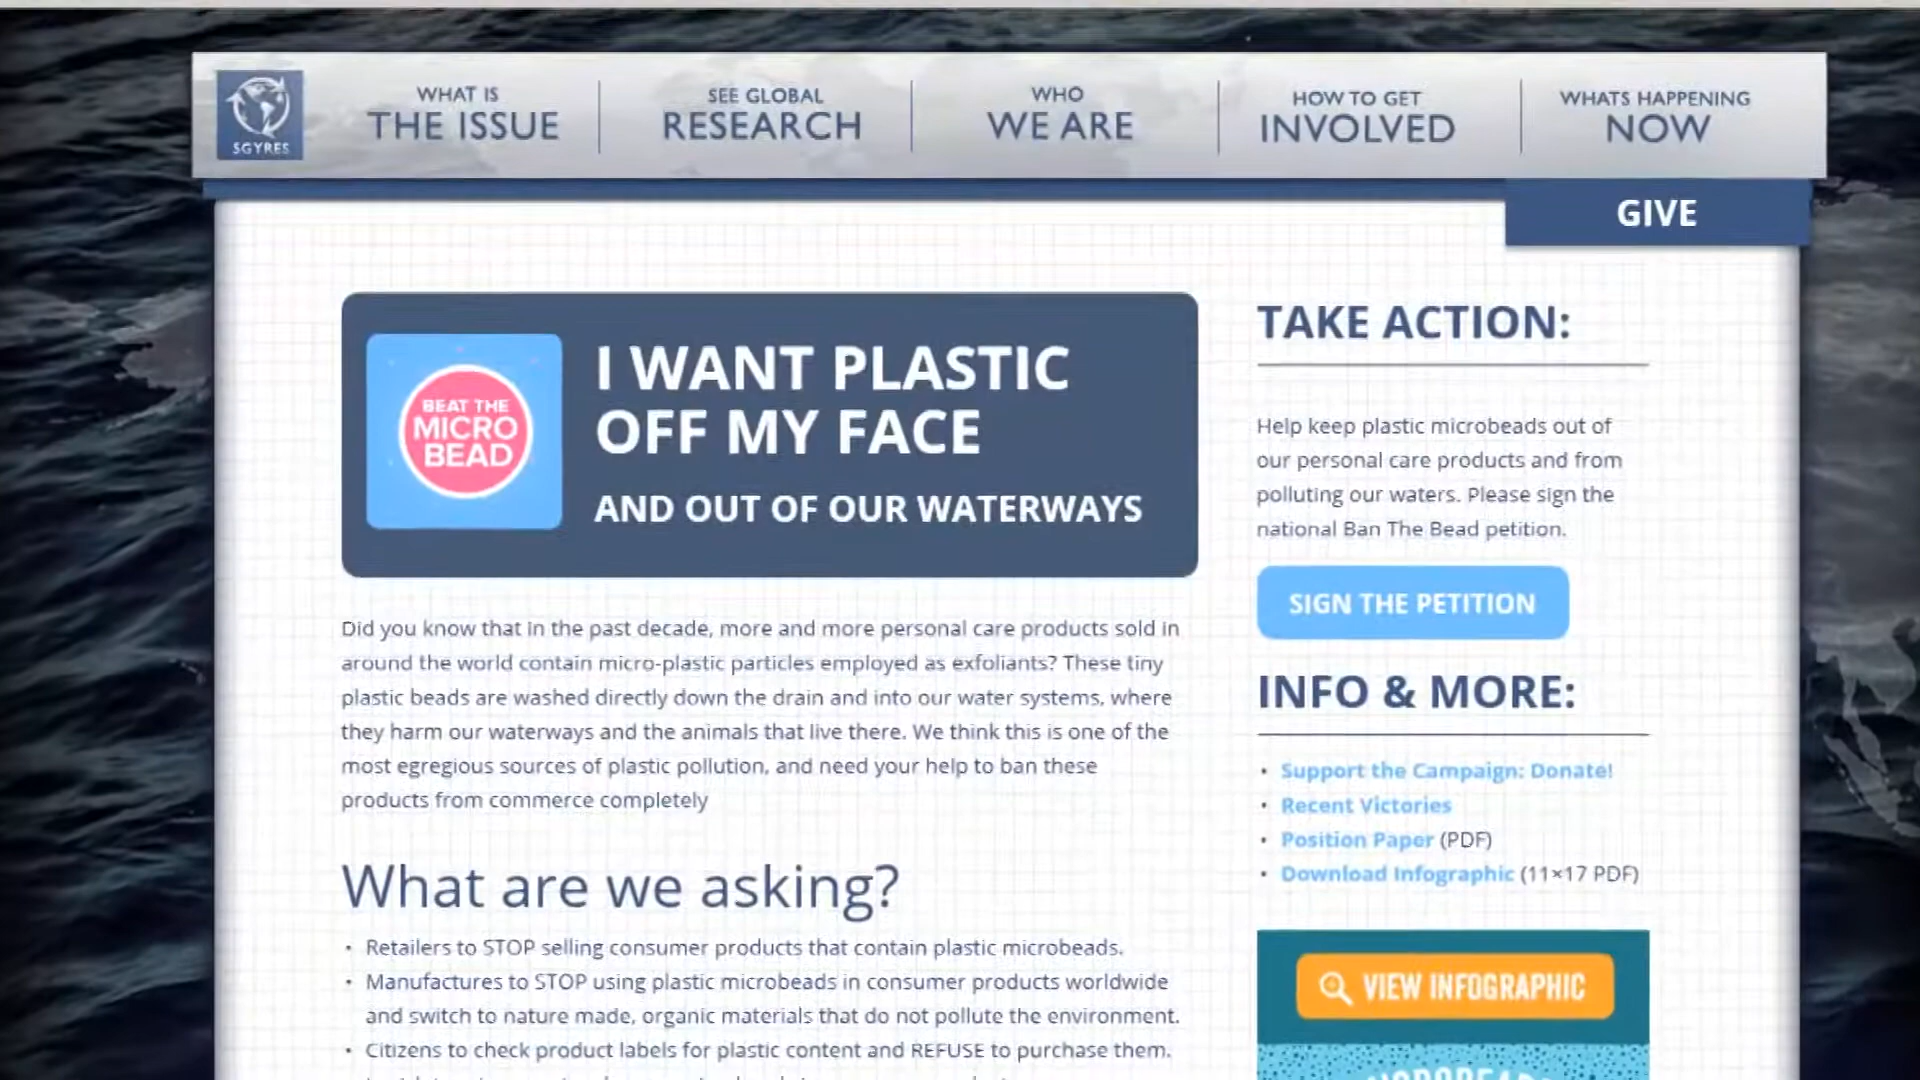 5GYRES
WHAT IS
THE ISSUE
SEE GLOBAL
RESEARCH
WHO
WE ARE
HOW TO GET
INVOLVED
WHATS HAPPENING
NOW
GIVE
BEAT THE
MICRO
BEAD
I WANT PLASTIC
OFF MY FACE
AND OUT OF OUR WATERWAYS
Did you know that in the past decade, more and more personal care products sold in
around the world contain micro-plastic particles employed as exfoliants? These tiny
plastic beads are washed directly down the drain and into our water systems, where
they harm our waterways and the animals that live there. We think this is one of the
most egregious sources of plastic pollution, and need your help to ban these
products from commerce completely
What are we asking?
• Retailers to STOP selling consumer products that contain plastic microbeads.
• Manufactures to STOP using plastic microbeads in consumer products worldwide
and switch to nature made, organic materials that do not pollute the environment.
• Citizens to check product labels for plastic content and REFUSE to purchase them.
TAKE ACTION:
Help keep plastic microbeads out of
our personal care products and from
polluting our waters. Please sign the
national Ban The Bead petition.
SIGN THE PETITION
INFO & MORE:
• Support the Campaign: Donate!
• Recent Victories
• Position Paper (PDF)
• Download Infographic (11×17 PDF)
VIEW INFOGRAPHIC